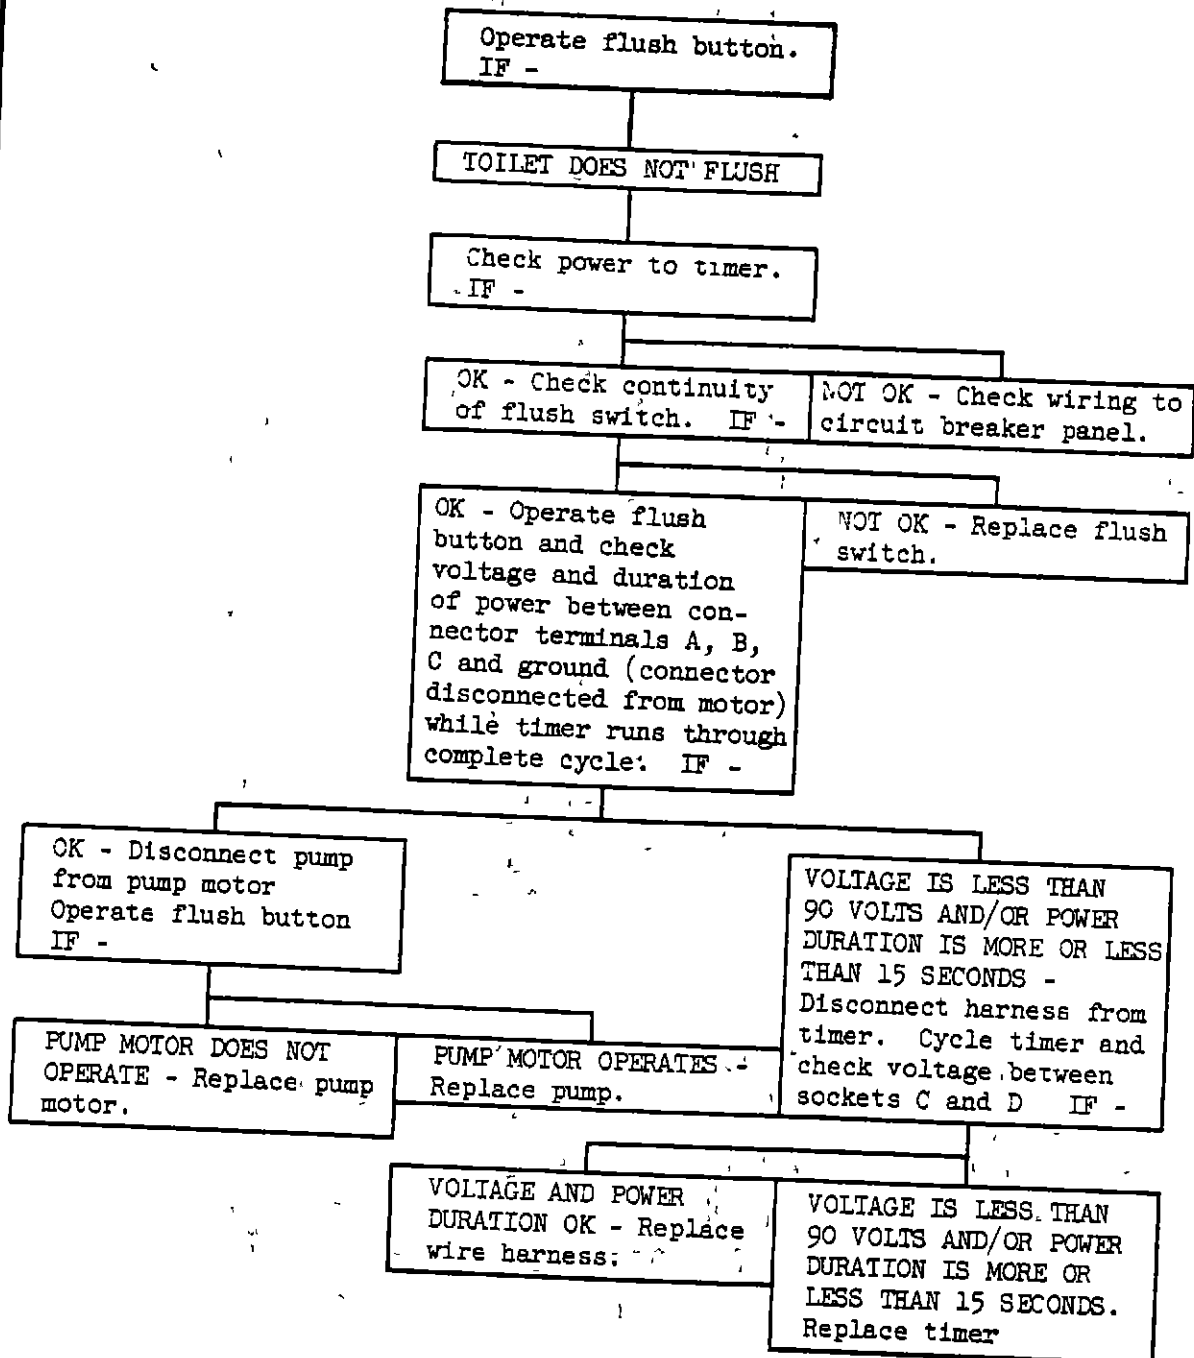 Operate flush button.
IF -
TOILET DOES NOT FLUSH
Check power to timer.
IF -
OK - Check continuity
of flush switch. IF -
NOT OK - Check wiring to
circuit breaker panel.
OK - Operate flush
button and check
voltage and duration
of power between con-
nector terminals A, B,
C and ground (connector
disconnected from motor)
while timer runs through
complete cycle. IF -
NOT OK - Replace flush
switch.
OK - Disconnect pump
from pump motor
Operate flush button
IF -
VOLTAGE IS LESS THAN
90 VOLTS AND/OR POWER
DURATION IS MORE OR LESS
THAN 15 SECONDS -
Disconnect harness from
timer. Cycle timer and
check voltage between
sockets C and D IF -
PUMP MOTOR DOES NOT
OPERATE - Replace pump
motor.
PUMP MOTOR OPERATES -
Replace pump.
VOLTAGE AND POWER
DURATION OK - Replace
wire harness.
VOLTAGE IS LESS THAN
90 VOLTS AND/OR POWER
DURATION IS MORE OR
LESS THAN 15 SECONDS.
Replace timer